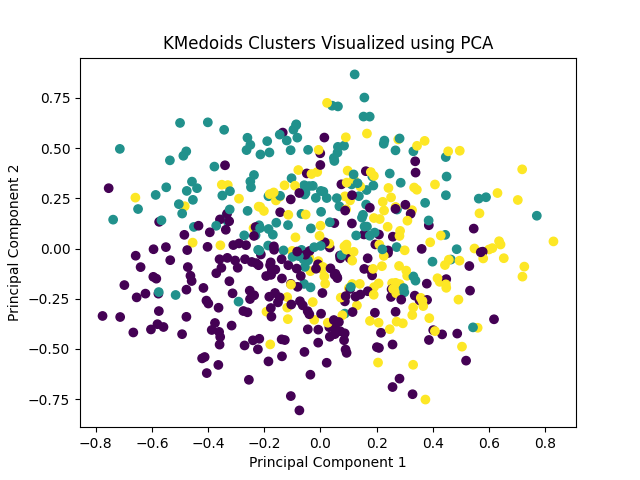 KMedoids Clusters Visualized using PCA
Principal Component 2
0.75
0.50
0.25
0.00
−0.25
−0.50
−0.75
−0.8 −0.6 −0.4 −0.2 0.0 0.2 0.4 0.6 0.8
Principal Component 1